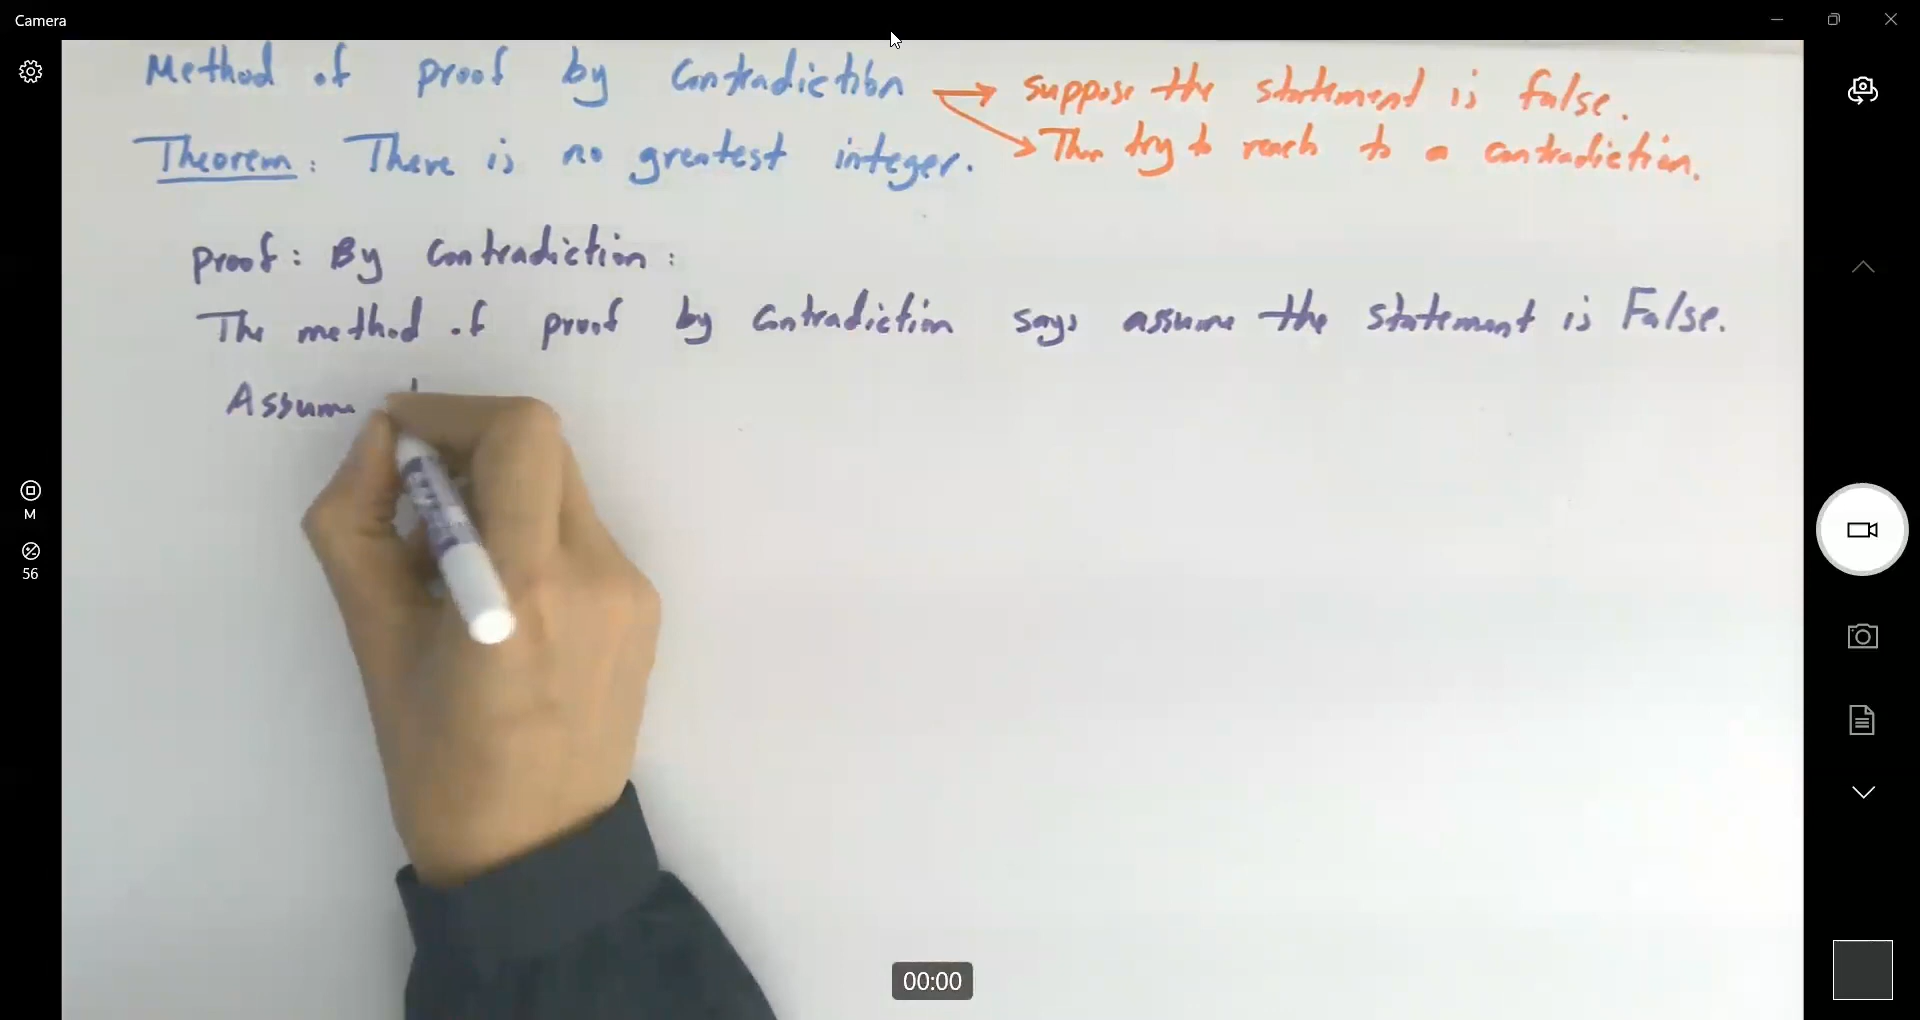 Camera
Method of proof by Contradiction → suppose the statement is false.
Theorem: There is no greatest integer. → Then try to reach to a contradiction.
proof: By Contradiction:
The method of proof by Contradiction says assume the statement is False.
Assume
M
56
00:00